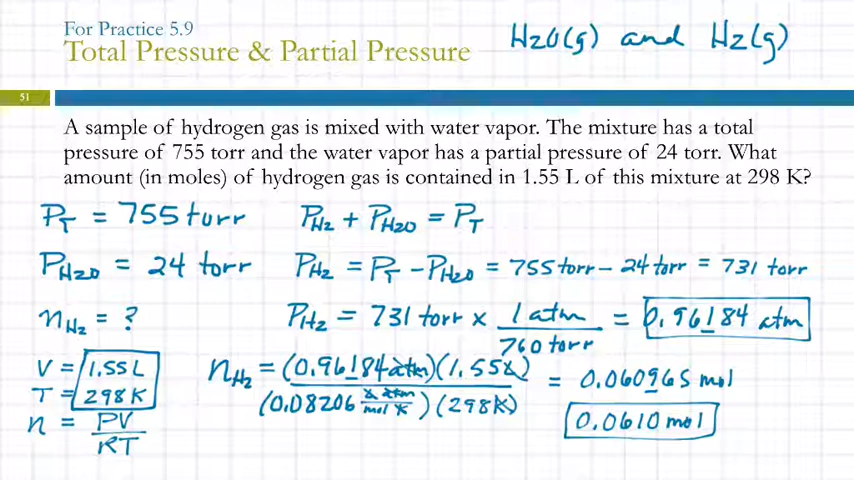 For Practice 5.9
Total Pressure & Partial Pressure
H2O(g) and H2(g)
51
A sample of hydrogen gas is mixed with water vapor. The mixture has a total
pressure of 755 torr and the water vapor has a partial pressure of 24 torr. What
amount (in moles) of hydrogen gas is contained in 1.55 L of this mixture at 298 K?
PT = 755 torr
PH2 + PH2O = PT
PH2O = 24 torr
PH2 = PT - PH2O = 755 torr - 24 torr = 731 torr
nH2 = ?
PH2 = 731 torr x 1 atm / 760 torr = 0.96184 atm
V = 1.55 L
T = 298 K
n = PV / RT
nH2 = (0.96184 atm)(1.55 L) / (0.08206 L atm / mol K)(298 K) = 0.060965 mol
0.0610 mol